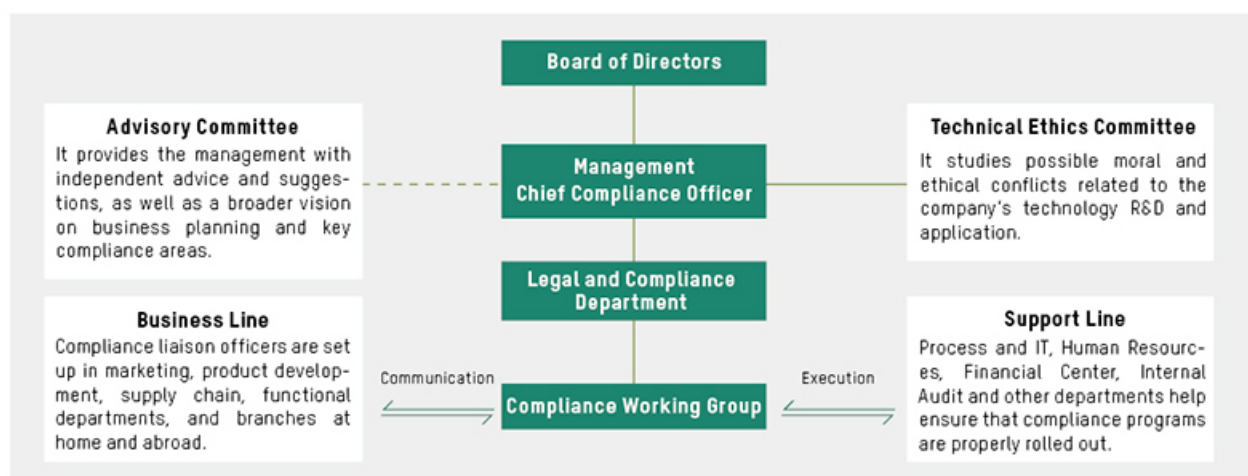 Board of Directors
Advisory Committee
It provides the management with
independent advice and sugges-
tions, as well as a broader vision
on business planning and key
compliance areas.
Management
Chief Compliance Officer
Technical Ethics Committee
It studies possible moral and
ethical conflicts related to the
company's technology R&D and
application.
Legal and Compliance
Department
Business Line
Compliance liaison officers are set
up in marketing, product develop-
ment, supply chain, functional
departments, and branches at
home and abroad.
Communication
Compliance Working Group
Execution
Support Line
Process and IT, Human Resourc-
es, Financial Center, Internal
Audit and other departments help
ensure that compliance programs
are properly rolled out.